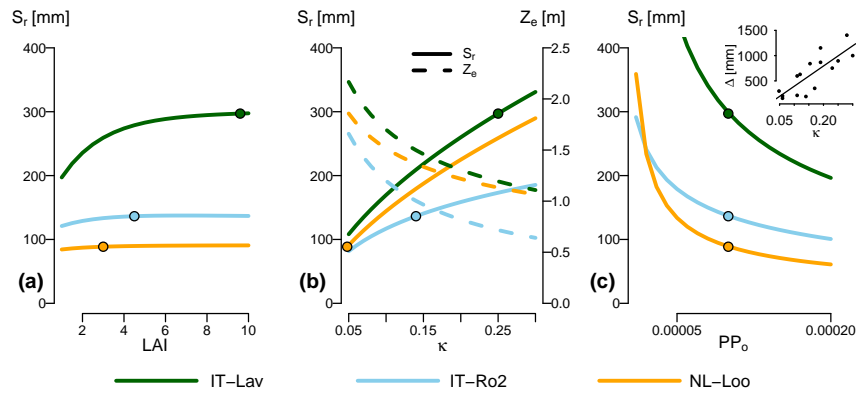 Sr [mm]
400
300
200
100
0
(a)
2 4 6 8 10
LAI
Sr [mm]
Ze [m]
400
300
200
100
0
Sr
Ze
2.5
2.0
1.5
1.0
0.5
0.0
(b)
0.05 0.15 0.25
κ
Sr [mm]
400
300
200
100
0
(c)
0.00005 0.00020
PPo
Δ [mm]
1500
500
0.05 0.20
κ
IT−Lav IT−Ro2 NL−Loo